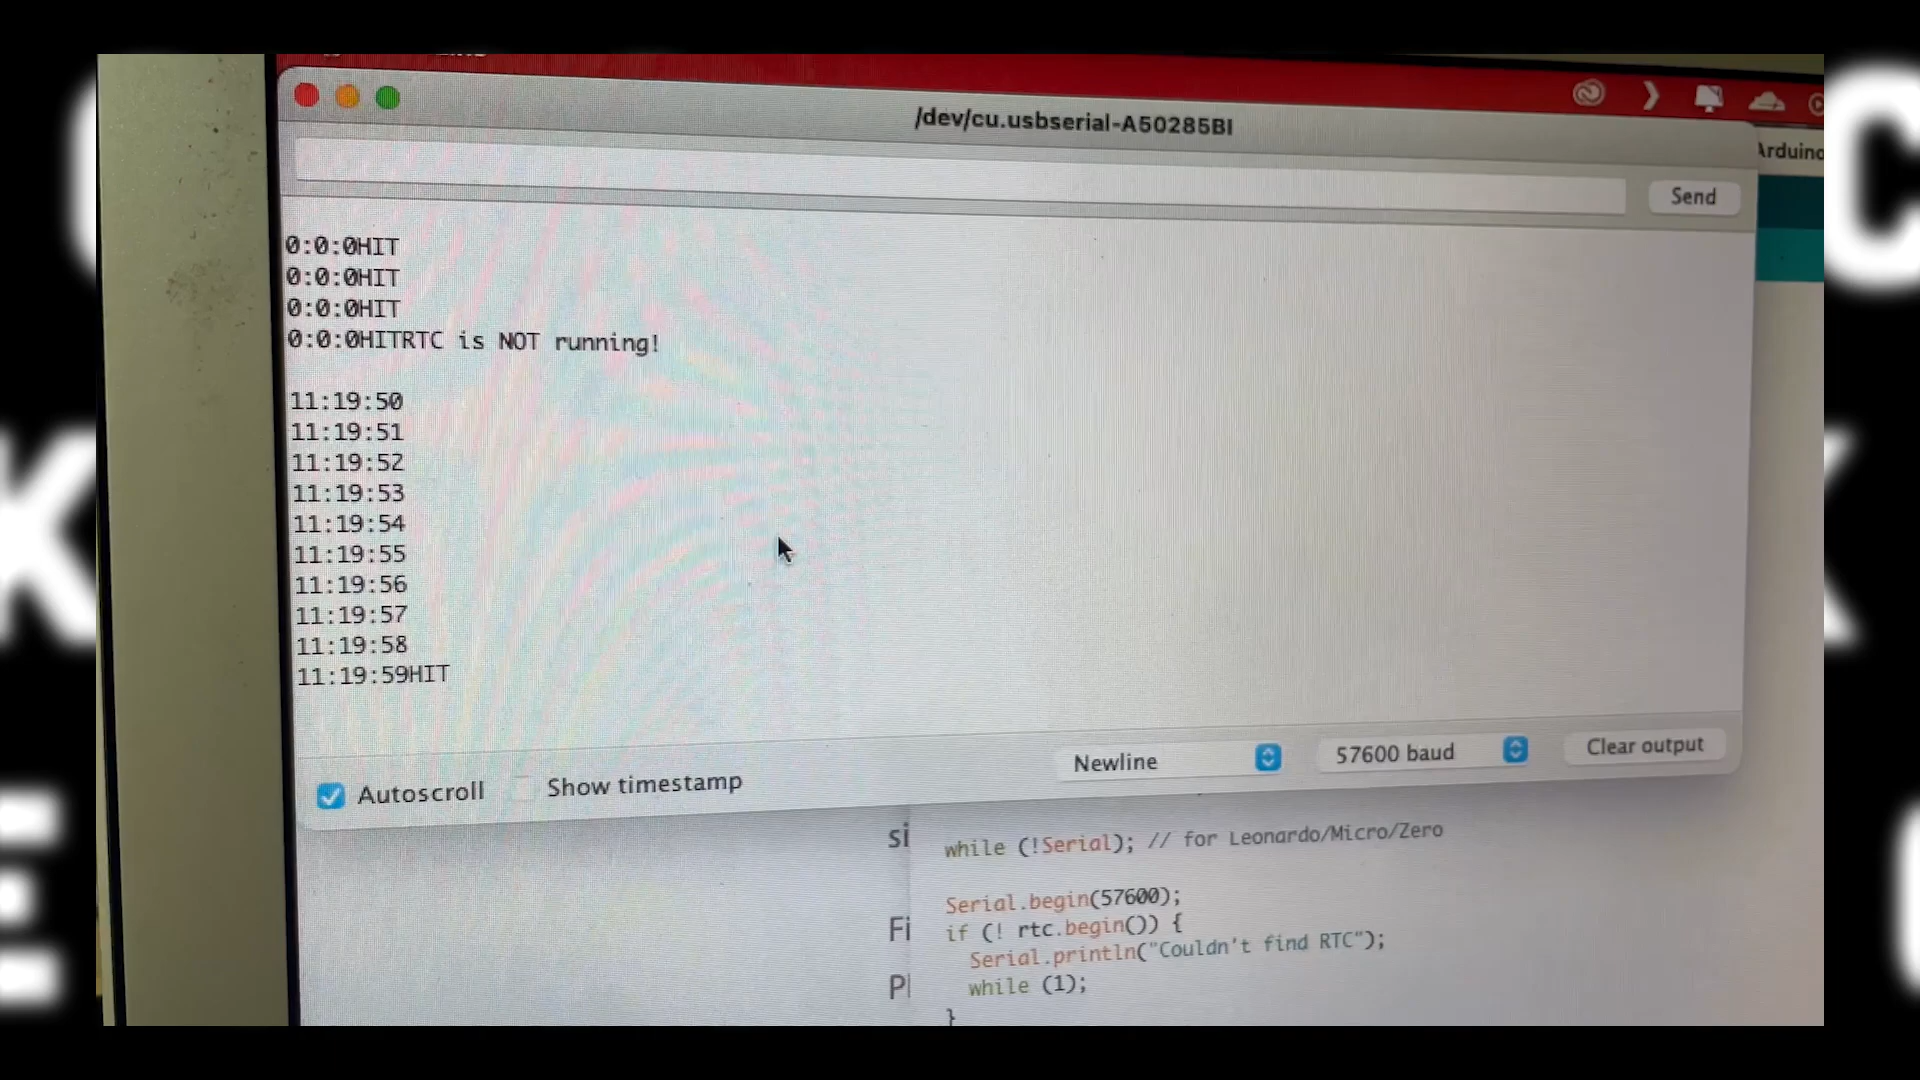 /dev/cu.usbserial-A50285BI
Arduino
Send
0:0:0HIT
0:0:0HIT
0:0:0HIT
0:0:0HITRTC is NOT running!
11:19:50
11:19:51
11:19:52
11:19:53
11:19:54
11:19:55
11:19:56
11:19:57
11:19:58
11:19:59HIT
Autoscroll
Show timestamp
Newline
57600 baud
Clear output
si
while (!Serial); // for Leonardo/Micro/Zero
Serial.begin(57600);
Fi
if (! rtc.begin()) {
Serial.println("Couldn't find RTC");
while (1);
}